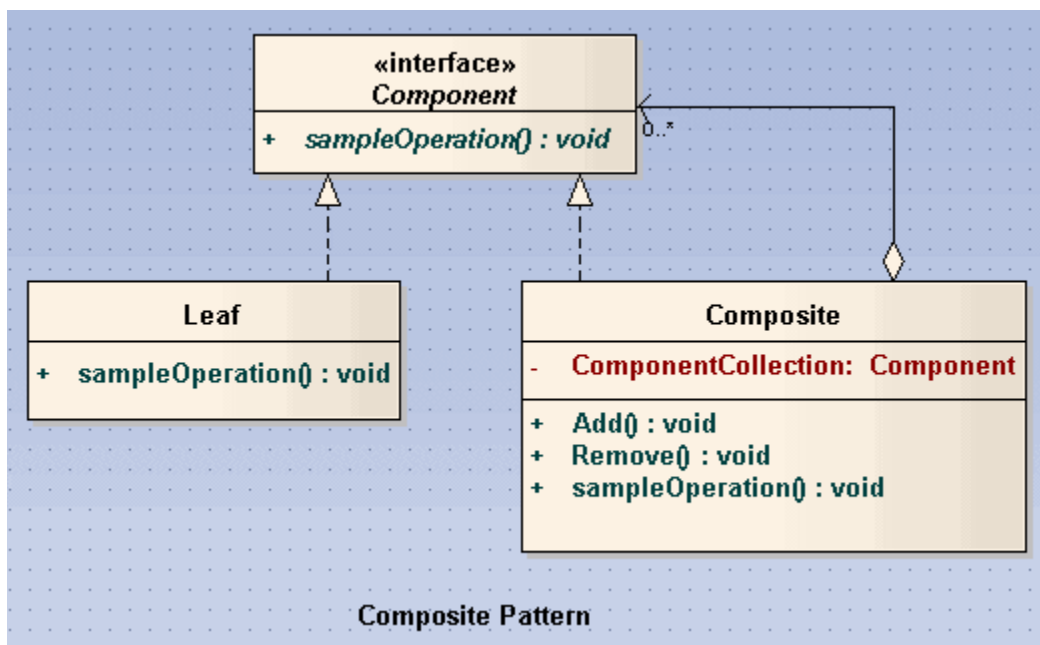 «interface»
Component
+ sampleOperation() : void
0..*
Leaf
+ sampleOperation() : void
Composite
- ComponentCollection: Component
+ Add() : void
+ Remove() : void
+ sampleOperation() : void
Composite Pattern